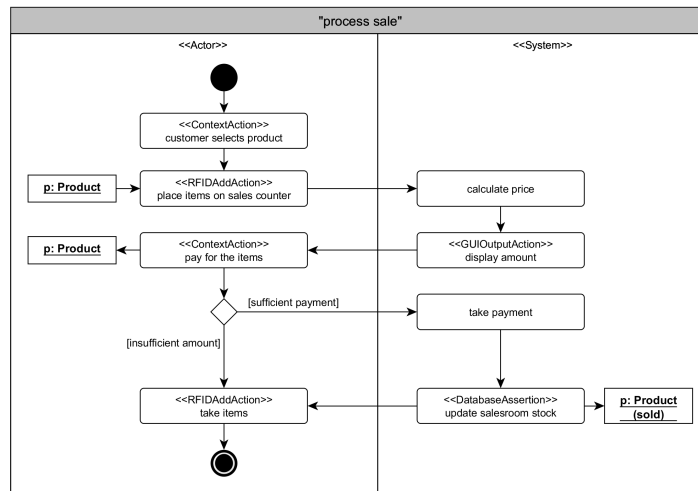 "process sale"
<<Actor>>
<<System>>
<<ContextAction>>
customer selects product
p: Product
<<RFIDAddAction>>
place items on sales counter
calculate price
p: Product
<<ContextAction>>
pay for the items
<<GUIOutputAction>>
display amount
[sufficient payment]
take payment
[insufficient amount]
<<RFIDAddAction>>
take items
<<DatabaseAssertion>>
update salesroom stock
p: Product
(sold)